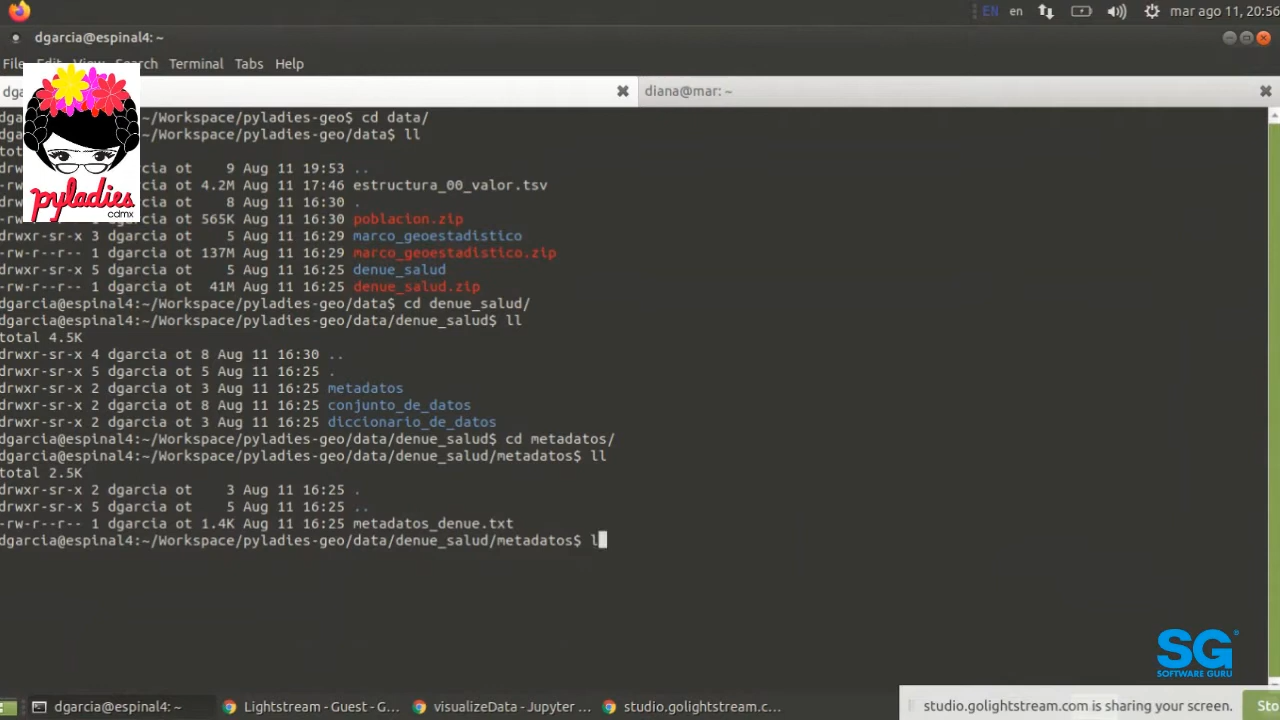 EN en mar ago 11, 20:56
dgarcia@espinal4: ~
File Edit View Search Terminal Tabs Help
diana@mar: ~
~/Workspace/pyladies-geo$ cd data/
~/Workspace/pyladies-geo/data$ ll
9 Aug 11 19:53 ..
ot 4.2M Aug 11 17:46 estructura_00_valor.tsv
ot 8 Aug 11 16:30 .
ot 565K Aug 11 16:30 poblacion.zip
drwxr-sr-x 3 dgarcia ot 5 Aug 11 16:29 marco_geoestadistico
-rw-r--r-- 1 dgarcia ot 137M Aug 11 16:29 marco_geoestadistico.zip
drwxr-sr-x 5 dgarcia ot 5 Aug 11 16:25 denue_salud
-rw-r--r-- 1 dgarcia ot 41M Aug 11 16:25 denue_salud.zip
dgarcia@espinal4:~/Workspace/pyladies-geo/data$ cd denue_salud/
dgarcia@espinal4:~/Workspace/pyladies-geo/data/denue_salud$ ll
total 4.5K
drwxr-sr-x 4 dgarcia ot 8 Aug 11 16:30 ..
drwxr-sr-x 5 dgarcia ot 5 Aug 11 16:25 .
drwxr-sr-x 2 dgarcia ot 3 Aug 11 16:25 metadatos
drwxr-sr-x 2 dgarcia ot 8 Aug 11 16:25 conjunto_de_datos
drwxr-sr-x 2 dgarcia ot 3 Aug 11 16:25 diccionario_de_datos
dgarcia@espinal4:~/Workspace/pyladies-geo/data/denue_salud$ cd metadatos/
dgarcia@espinal4:~/Workspace/pyladies-geo/data/denue_salud/metadatos$ ll
total 2.5K
drwxr-sr-x 2 dgarcia ot 3 Aug 11 16:25 .
drwxr-sr-x 5 dgarcia ot 5 Aug 11 16:25 ..
-rw-r--r-- 1 dgarcia ot 1.4K Aug 11 16:25 metadatos_denue.txt
dgarcia@espinal4:~/Workspace/pyladies-geo/data/denue_salud/metadatos$ l
pyladies
cdmx
SG
SOFTWARE GURU
dgarcia@espinal4: ~ Lightstream - Guest - G... visualizeData - Jupyter ... studio.golightstream.c... studio.golightstream.com is sharing your screen. Sto